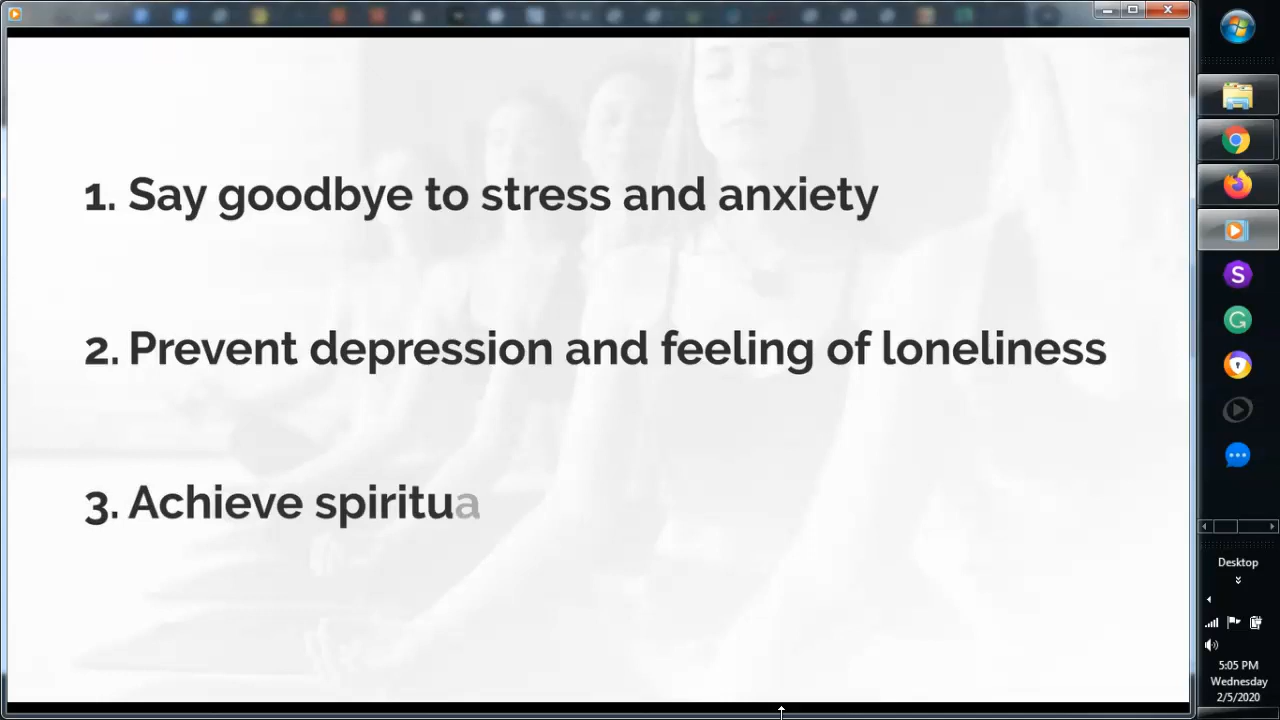 1. Say goodbye to stress and anxiety
2. Prevent depression and feeling of loneliness
3. Achieve spiritua
S
G
Desktop
5:05 PM
Wednesday
2/5/2020